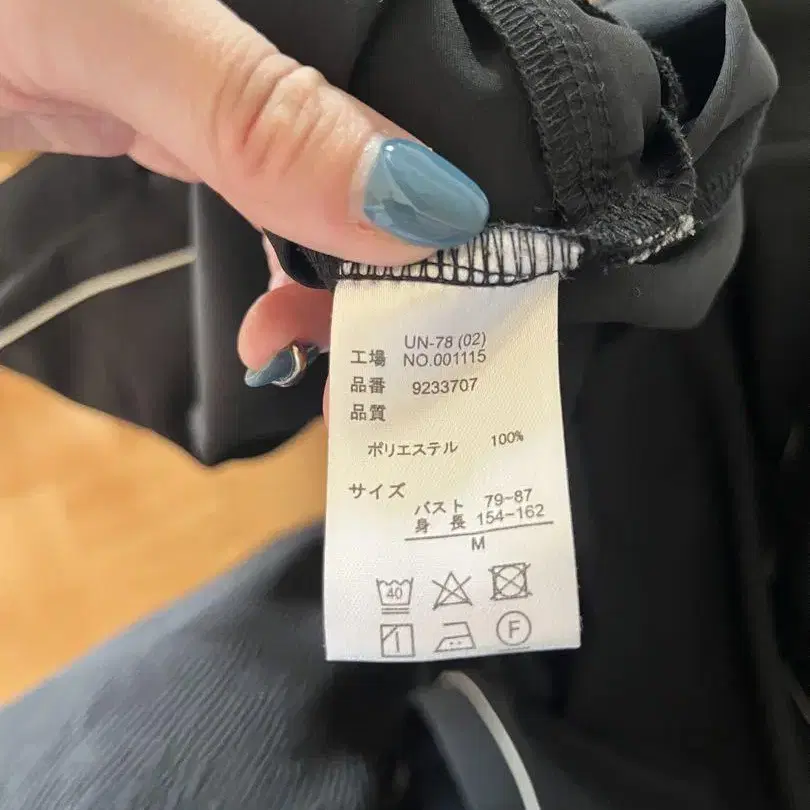 UN-78 (02)
工場 NO.001115
品番 9233707
品質
ポリエステル 100%
サイズ
バスト 79-87
身 長 154-162
M
40
F